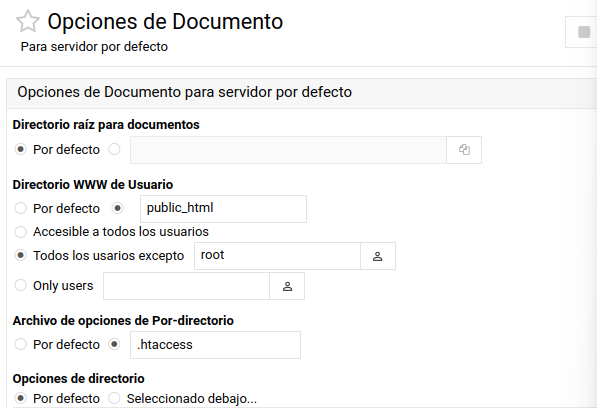 Opciones de Documento
Para servidor por defecto
Opciones de Documento para servidor por defecto
Directorio raíz para documentos
Por defecto
Directorio WWW de Usuario
Por defecto public_html
Accesible a todos los usuarios
Todos los usarios excepto root
Only users
Archivo de opciones de Por-directorio
Por defecto .htaccess
Opciones de directorio
Por defecto Seleccionado debajo...